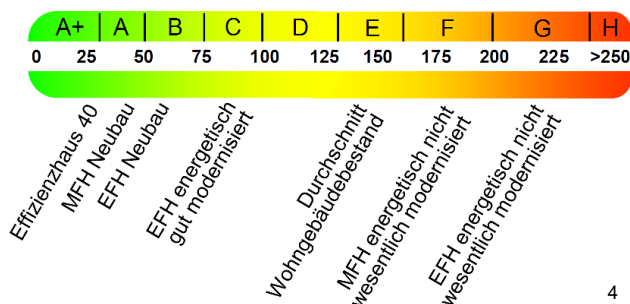 A+ A B C D E F G H
0 25 50 75 100 125 150 175 200 225 >250
Effizienzhaus 40
MFH Neubau
EFH Neubau
EFH energetisch
gut modernisiert
Durchschnitt
Wohngebäudebestand
MFH energetisch nicht
wesentlich modernisiert
EFH energetisch nicht
wesentlich modernisiert
4